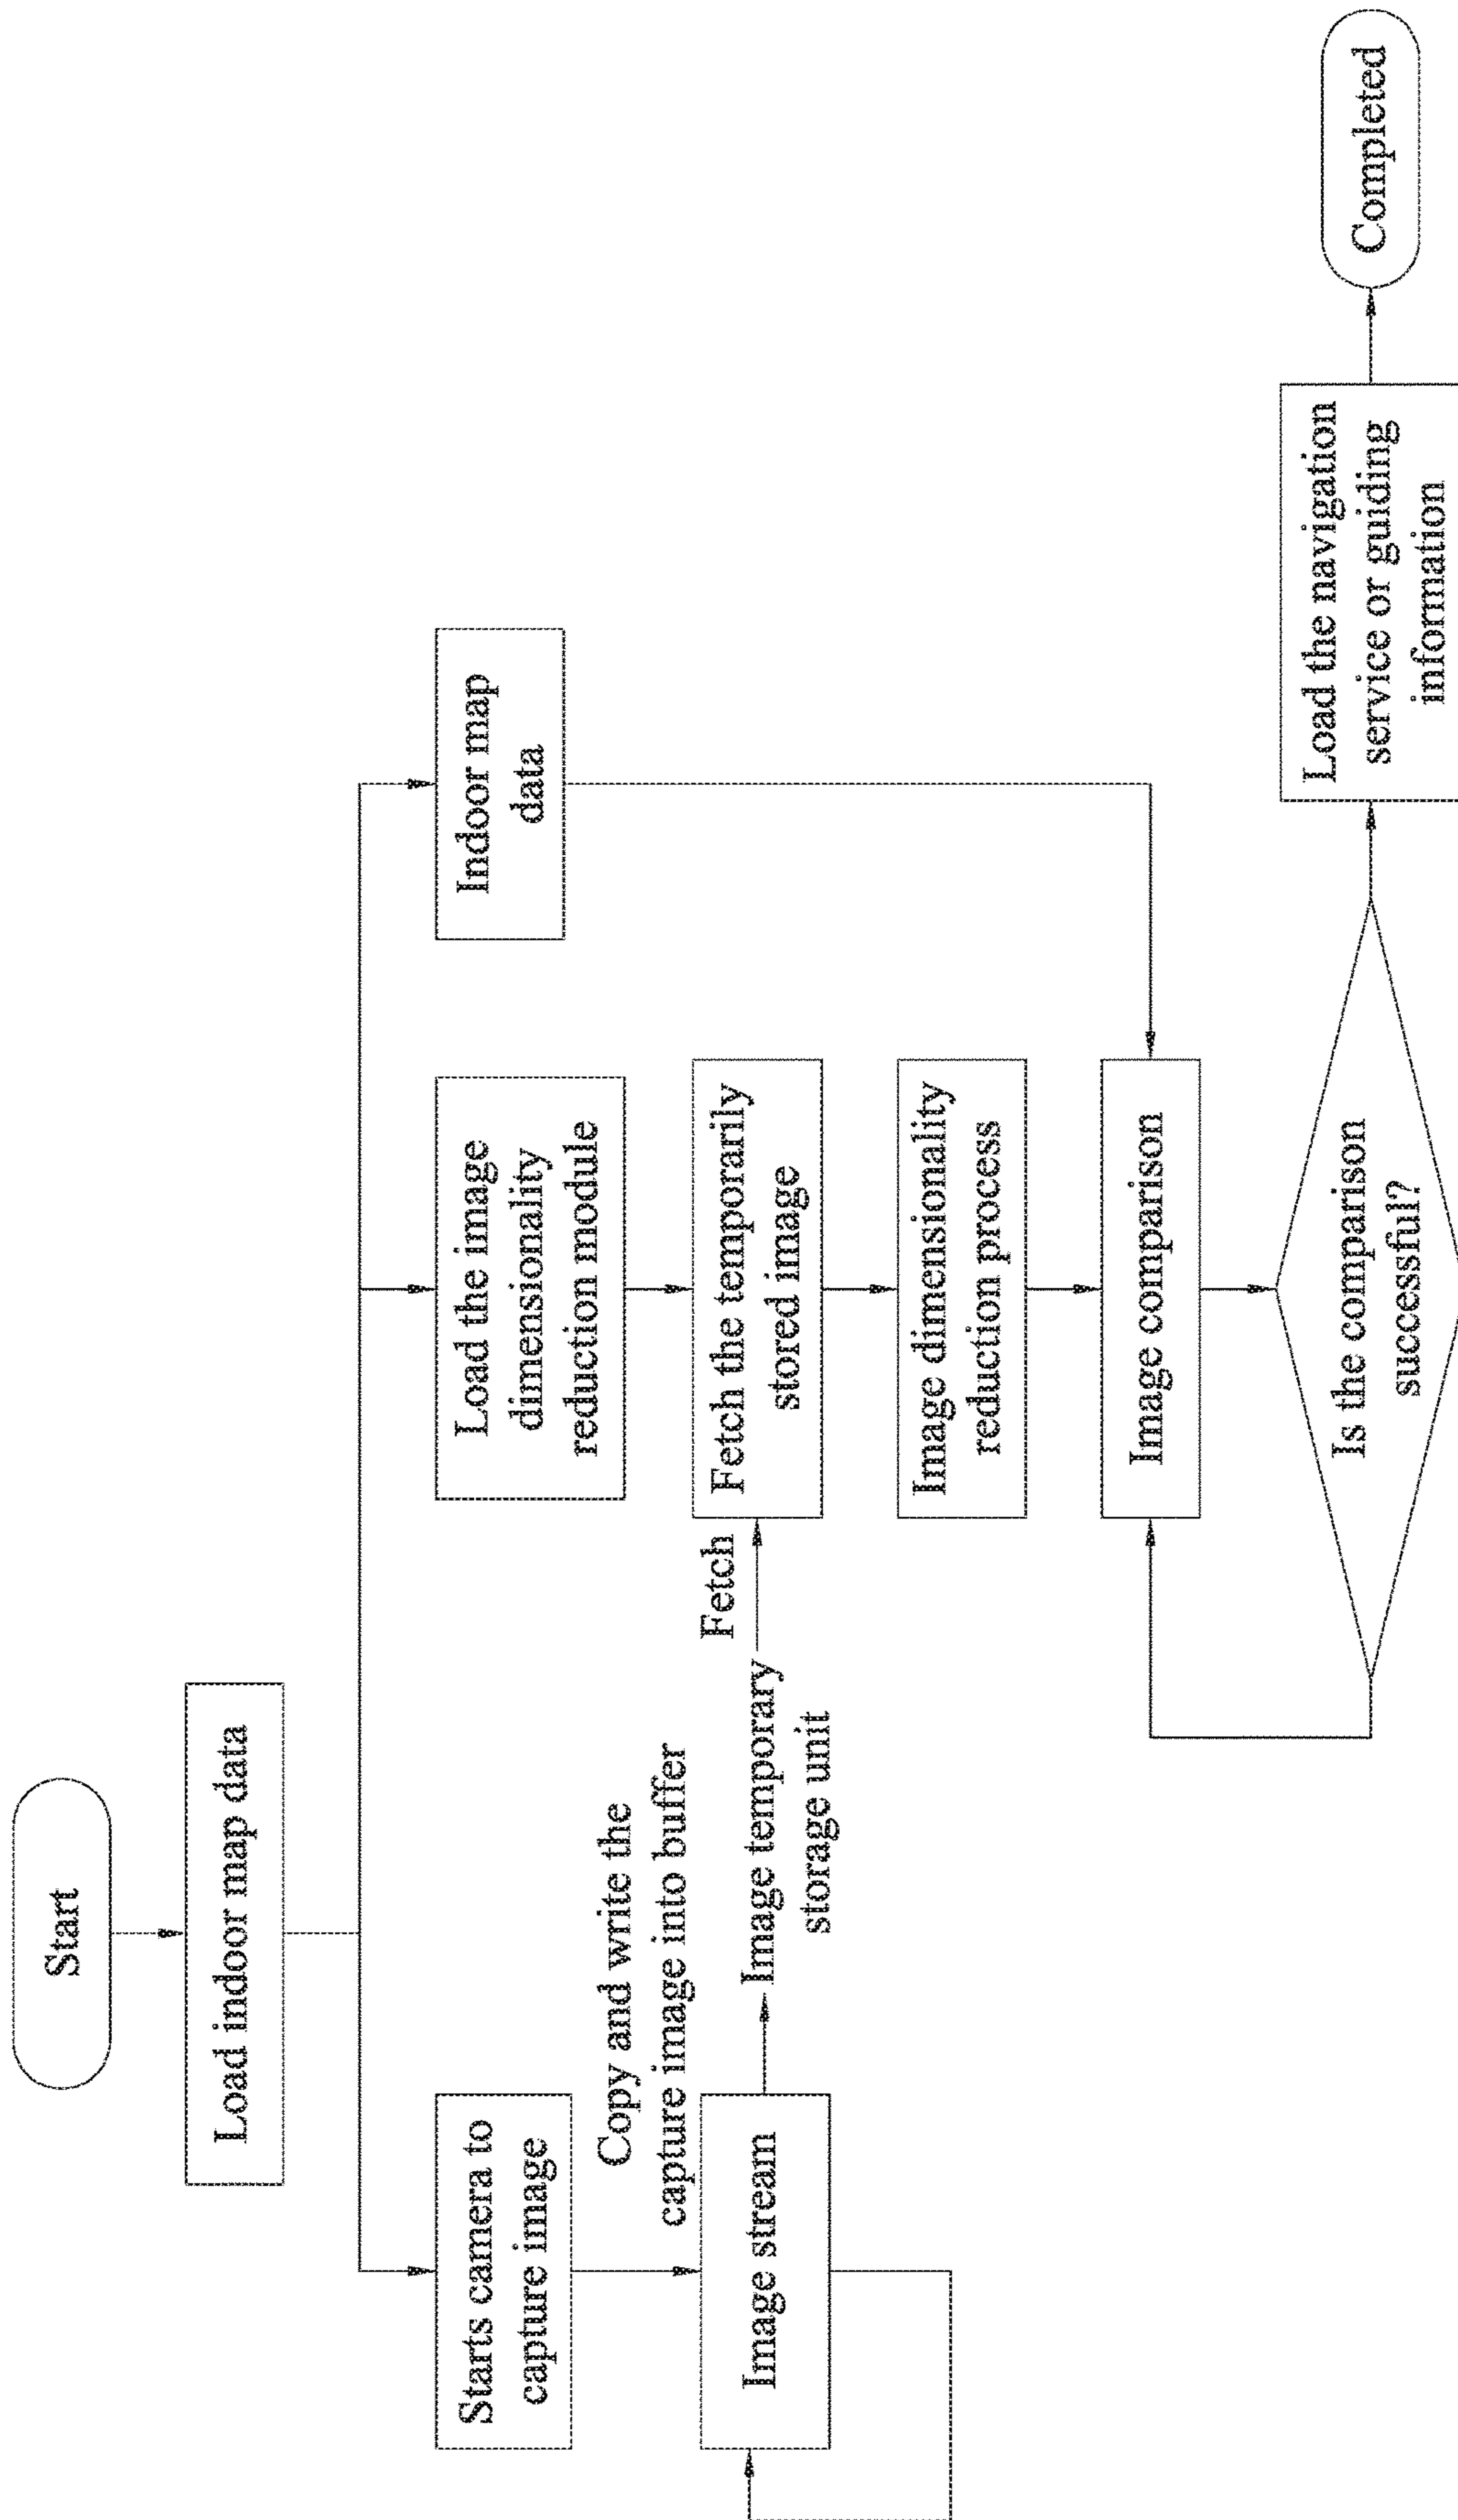 Start
Load indoor map data
Starts camera to
capture image
Load the image
dimensionality
reduction module
Indoor map
data
Copy and write the
capture image into buffer
Image stream
Image temporary
storage unit
Fetch
Fetch the temporarily
stored image
Image dimensionality
reduction process
Image comparison
Is the comparison
successful?
Load the navigation
service or guiding
information
Completed